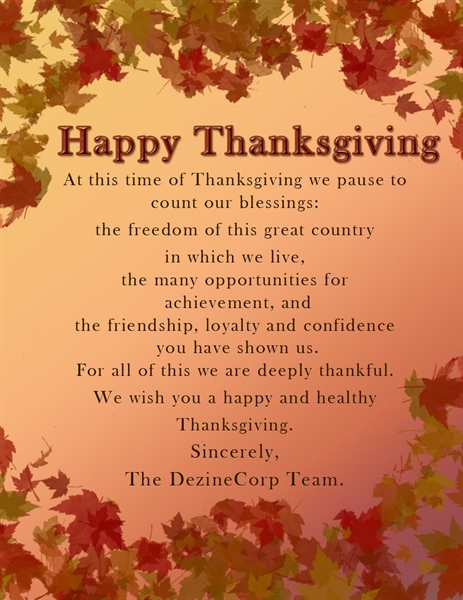 Happy Thanksgiving
At this time of Thanksgiving we pause to
count our blessings:
the freedom of this great country
in which we live,
the many opportunities for
achievement, and
the friendship, loyalty and confidence
you have shown us.
For all of this we are deeply thankful.
We wish you a happy and healthy
Thanksgiving.
Sincerely,
The DezineCorp Team.